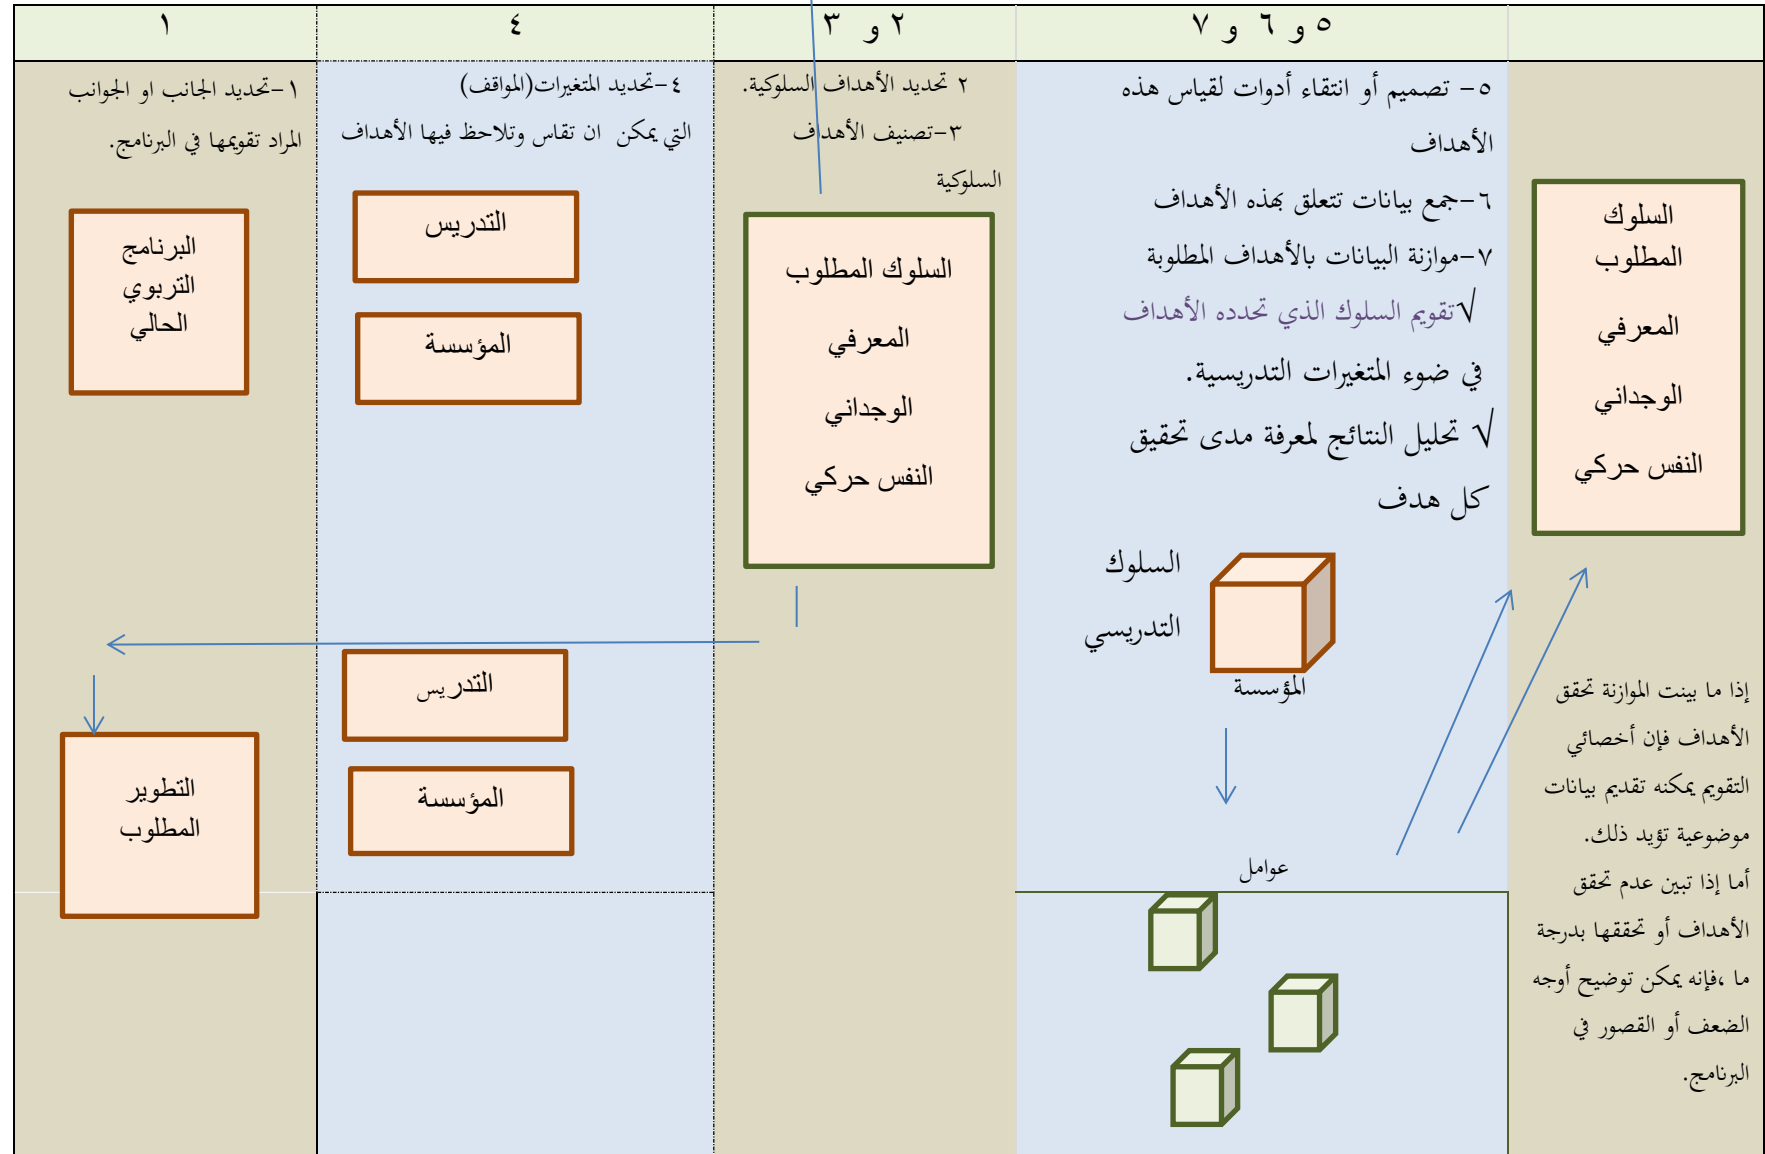 ١
٤
٢ و ٣
٥ و ٦ و ٧
١-تحديد الجانب او الجوانب
المراد تقويمها في البرنامج.
البرنامج
التربوي
الحالي
التطوير
المطلوب
٤-تحديد المتغيرات(المواقف)
التي يمكن ان تقاس وتلاحظ فيها الأهداف
التدريس
المؤسسة
التدريس
المؤسسة
٢ تحديد الأهداف السلوكية.
٣-تصنيف الأهداف
السلوكية
السلوك المطلوب
المعرفي
الوجداني
النفس حركي
٥- تصميم أو انتقاء أدوات لقياس هذه
الأهداف
٦-جمع بيانات تتعلق بهذه الأهداف
٧-موازنة البيانات بالأهداف المطلوبة
√تقويم السلوك الذي تحدده الأهداف
في ضوء المتغيرات التدريسية.
√ تحليل النتائج لمعرفة مدى تحقيق
كل هدف
السلوك
التدريسي
المؤسسة
عوامل
السلوك
المطلوب
المعرفي
الوجداني
النفس حركي
إذا ما بينت الموازنة تحقق
الأهداف فإن أخصائي
التقويم يمكنه تقديم بيانات
موضوعية تؤيد ذلك.
أما إذا تبين عدم تحقق
الأهداف أو تحققها بدرجة
ما ،فإنه يمكن توضيح أوجه
الضعف أو القصور في
البرنامج.